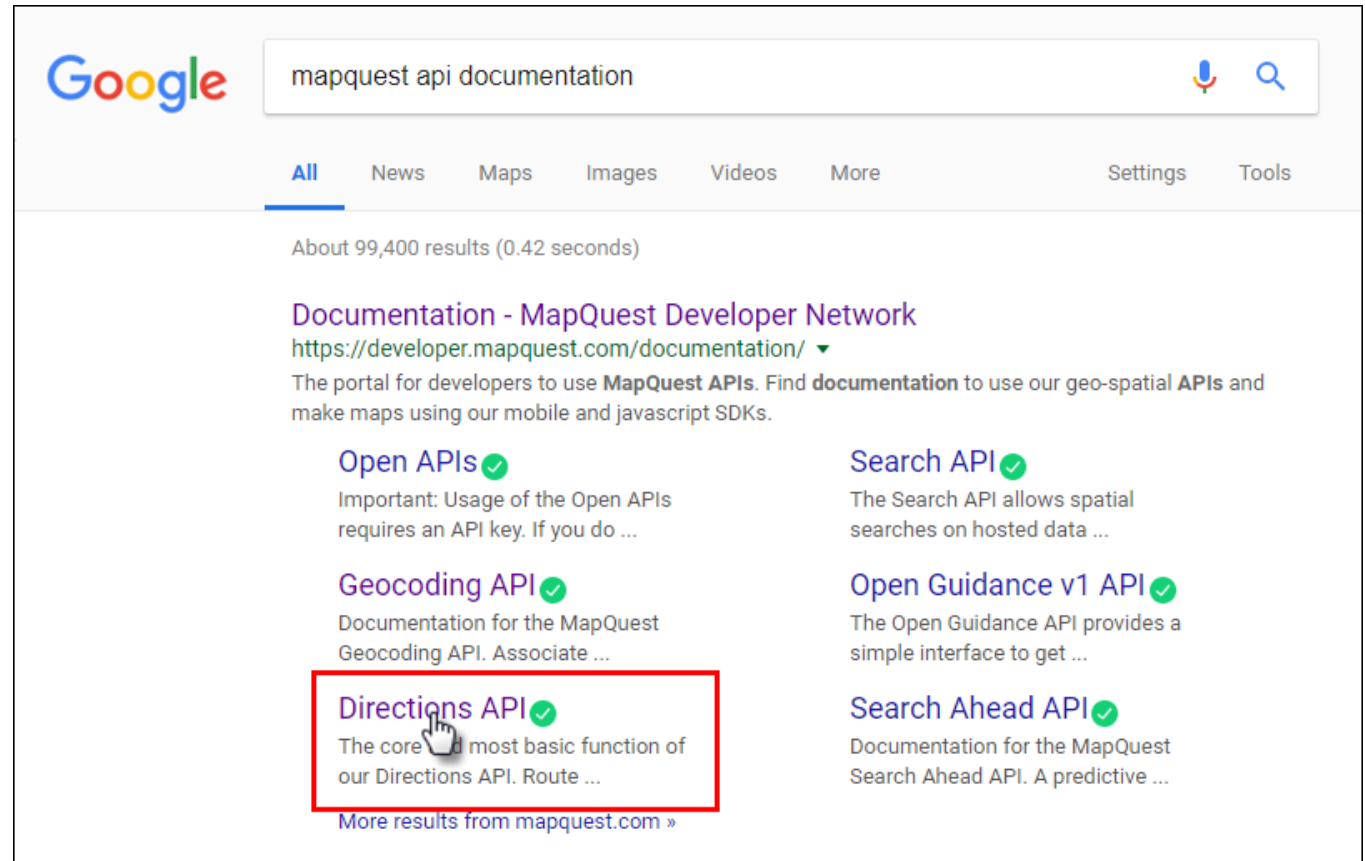 Google
mapquest api documentation
All News Maps Images Videos More Settings Tools
About 99,400 results (0.42 seconds)
Documentation - MapQuest Developer Network
https://developer.mapquest.com/documentation/
The portal for developers to use MapQuest APIs. Find documentation to use our geo-spatial APIs and
make maps using our mobile and javascript SDKs.
Open APIs
Important: Usage of the Open APIs
requires an API key. If you do ...
Search API
The Search API allows spatial
searches on hosted data ...
Geocoding API
Documentation for the MapQuest
Geocoding API. Associate ...
Open Guidance v1 API
The Open Guidance API provides a
simple interface to get ...
Directions API
The core and most basic function of
our Directions API. Route ...
Search Ahead API
Documentation for the MapQuest
Search Ahead API. A predictive ...
More results from mapquest.com »